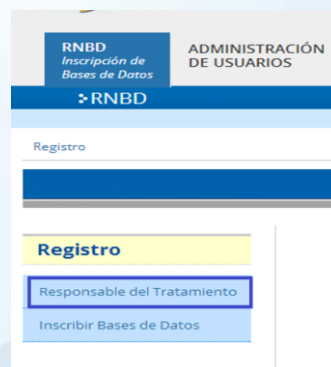 RNBD
Inscripción de
Bases de Datos
ADMINISTRACIÓN
DE USUARIOS
RNBD
Registro
Registro
Responsable del Tratamiento
Inscribir Bases de Datos